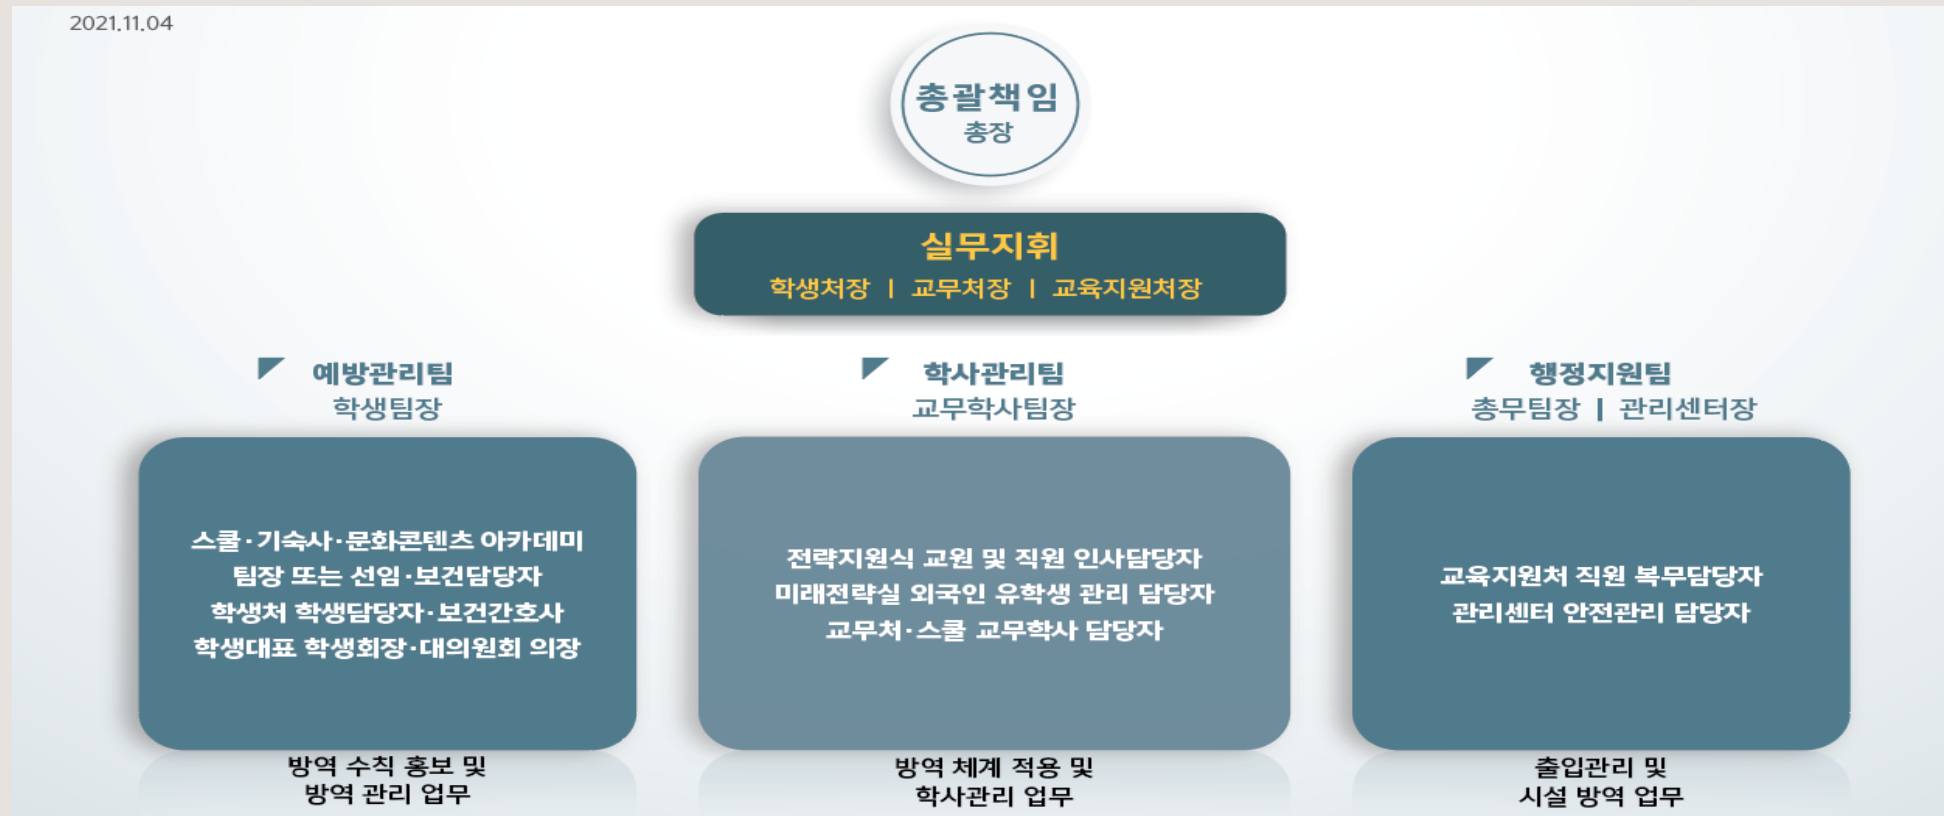 2021.11.04
총괄책임
총장
실무지휘
학생처장 | 교무처장 | 교육지원처장
예방관리팀
학생팀장
스쿨·기숙사·문화콘텐츠 아카데미
팀장 또는 선임·보건담당자
학생처 학생담당자·보건간호사
학생대표 학생회장·대의원회 의장
방역 수칙 홍보 및
방역 관리 업무
학사관리팀
교무학사팀장
전략지원식 교원 및 직원 인사담당자
미래전략실 외국인 유학생 관리 담당자
교무처·스쿨 교무학사 담당자
방역 체계 적용 및
학사관리 업무
행정지원팀
총무팀장 | 관리센터장
교육지원처 직원 복무담당자
관리센터 안전관리 담당자
출입관리 및
시설 방역 업무